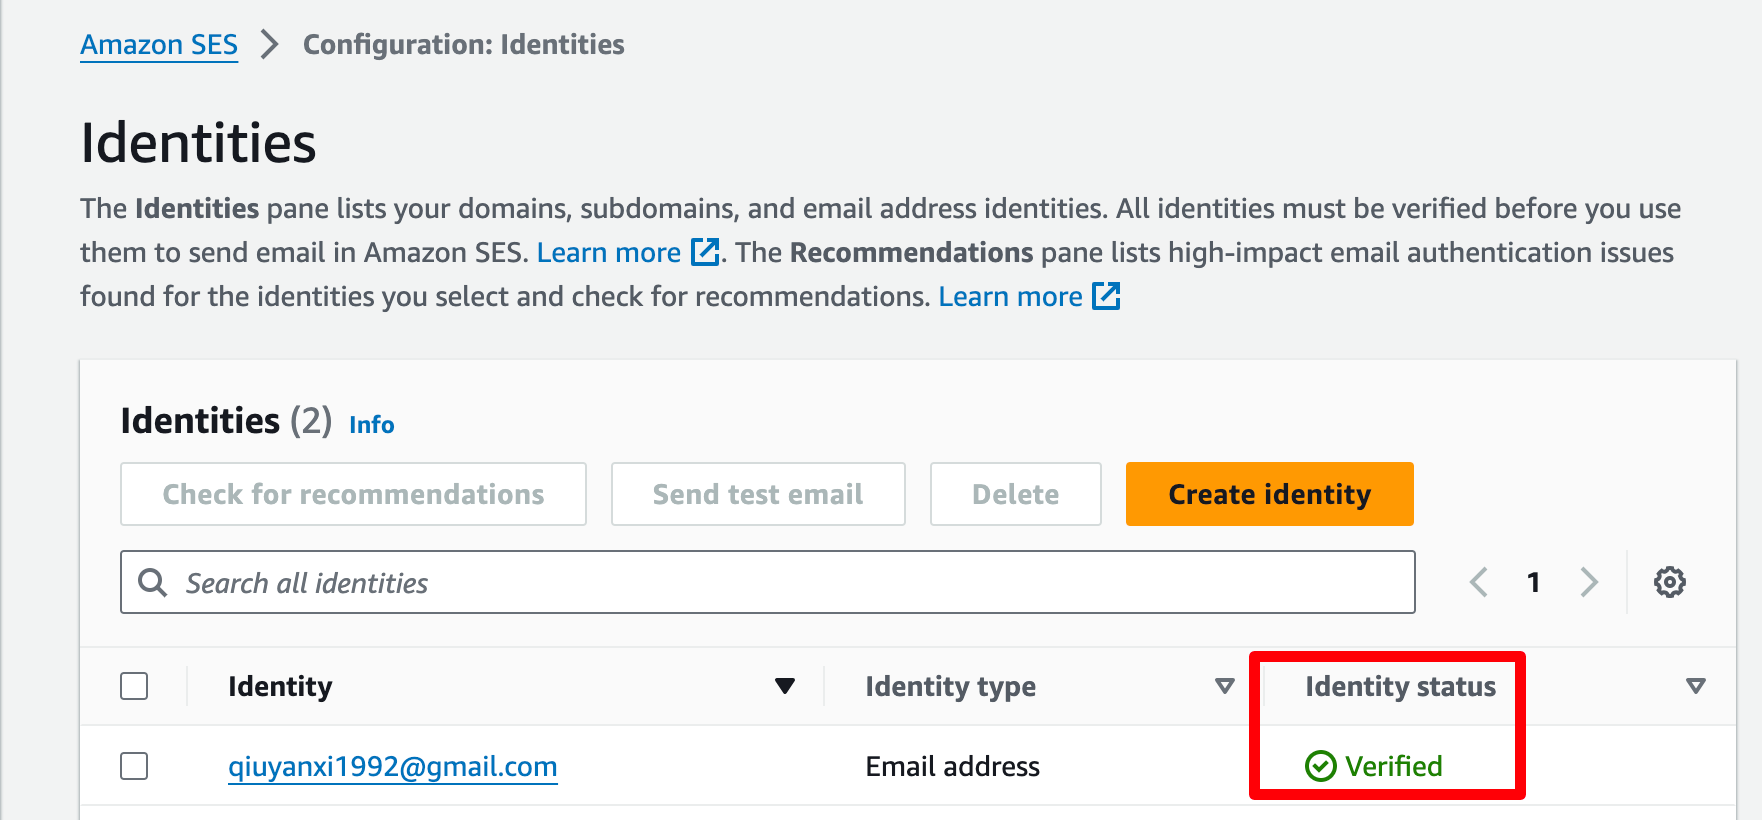 Amazon SES > Configuration: Identities
Identities
The Identities pane lists your domains, subdomains, and email address identities. All identities must be verified before you use
them to send email in Amazon SES. Learn more. The Recommendations pane lists high-impact email authentication issues
found for the identities you select and check for recommendations. Learn more
Identities (2) Info
Check for recommendations Send test email Delete Create identity
Search all identities 1
Identity Identity type Identity status
qiuyanxi1992@gmail.com Email address Verified